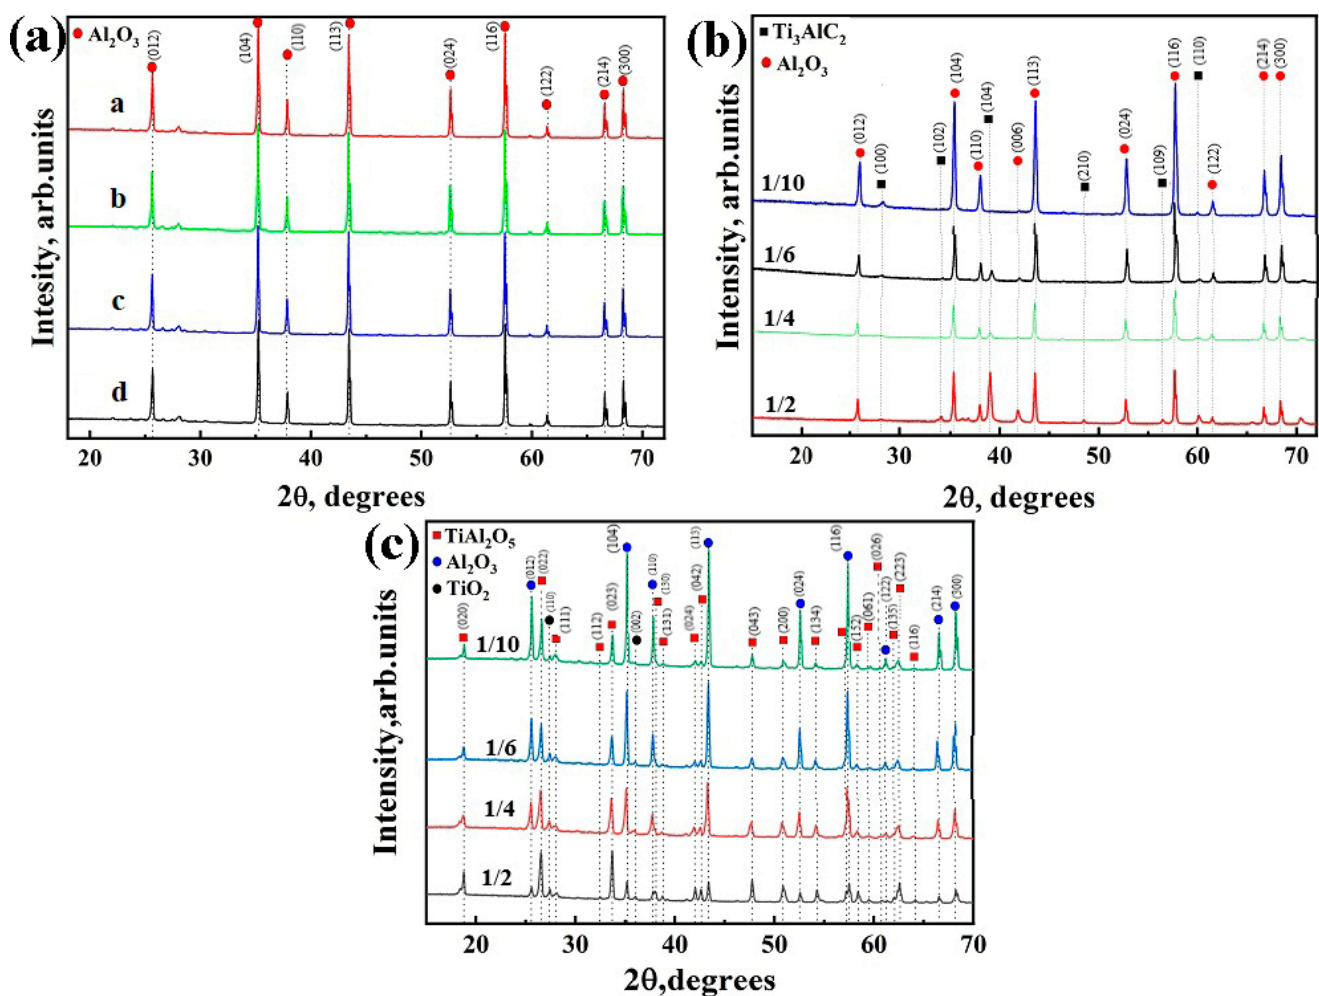 (a)
Al₂O₃
(012)
(104)
(110)
(113)
(024)
(116)
(122)
(214)
(300)
a
b
c
d
Intesity, arb.units
20 30 40 50 60 70
2θ, degrees
(b)
Ti₃AlC₂
Al₂O₃
(012)
(100)
(102)
(104)
(110)
(104)
(006)
(113)
(210)
(024)
(109)
(116)
(110)
(122)
(214)
(300)
1/10
1/6
1/4
1/2
Intensity, arb.units
20 30 40 50 60 70
2θ, degrees
(c)
TiAl₂O₅
Al₂O₃
TiO₂
(020)
(012)
(022)
(110)
(111)
(112)
(023)
(104)
(002)
(110)
(130)
(131)
(024)
(042)
(113)
(043)
(200)
(024)
(134)
(116)
(152)
(061)
(026)
(122)
(135)
(223)
(116)
(214)
(300)
1/10
1/6
1/4
1/2
Intensity,arb.units
20 30 40 50 60 70
2θ,degrees